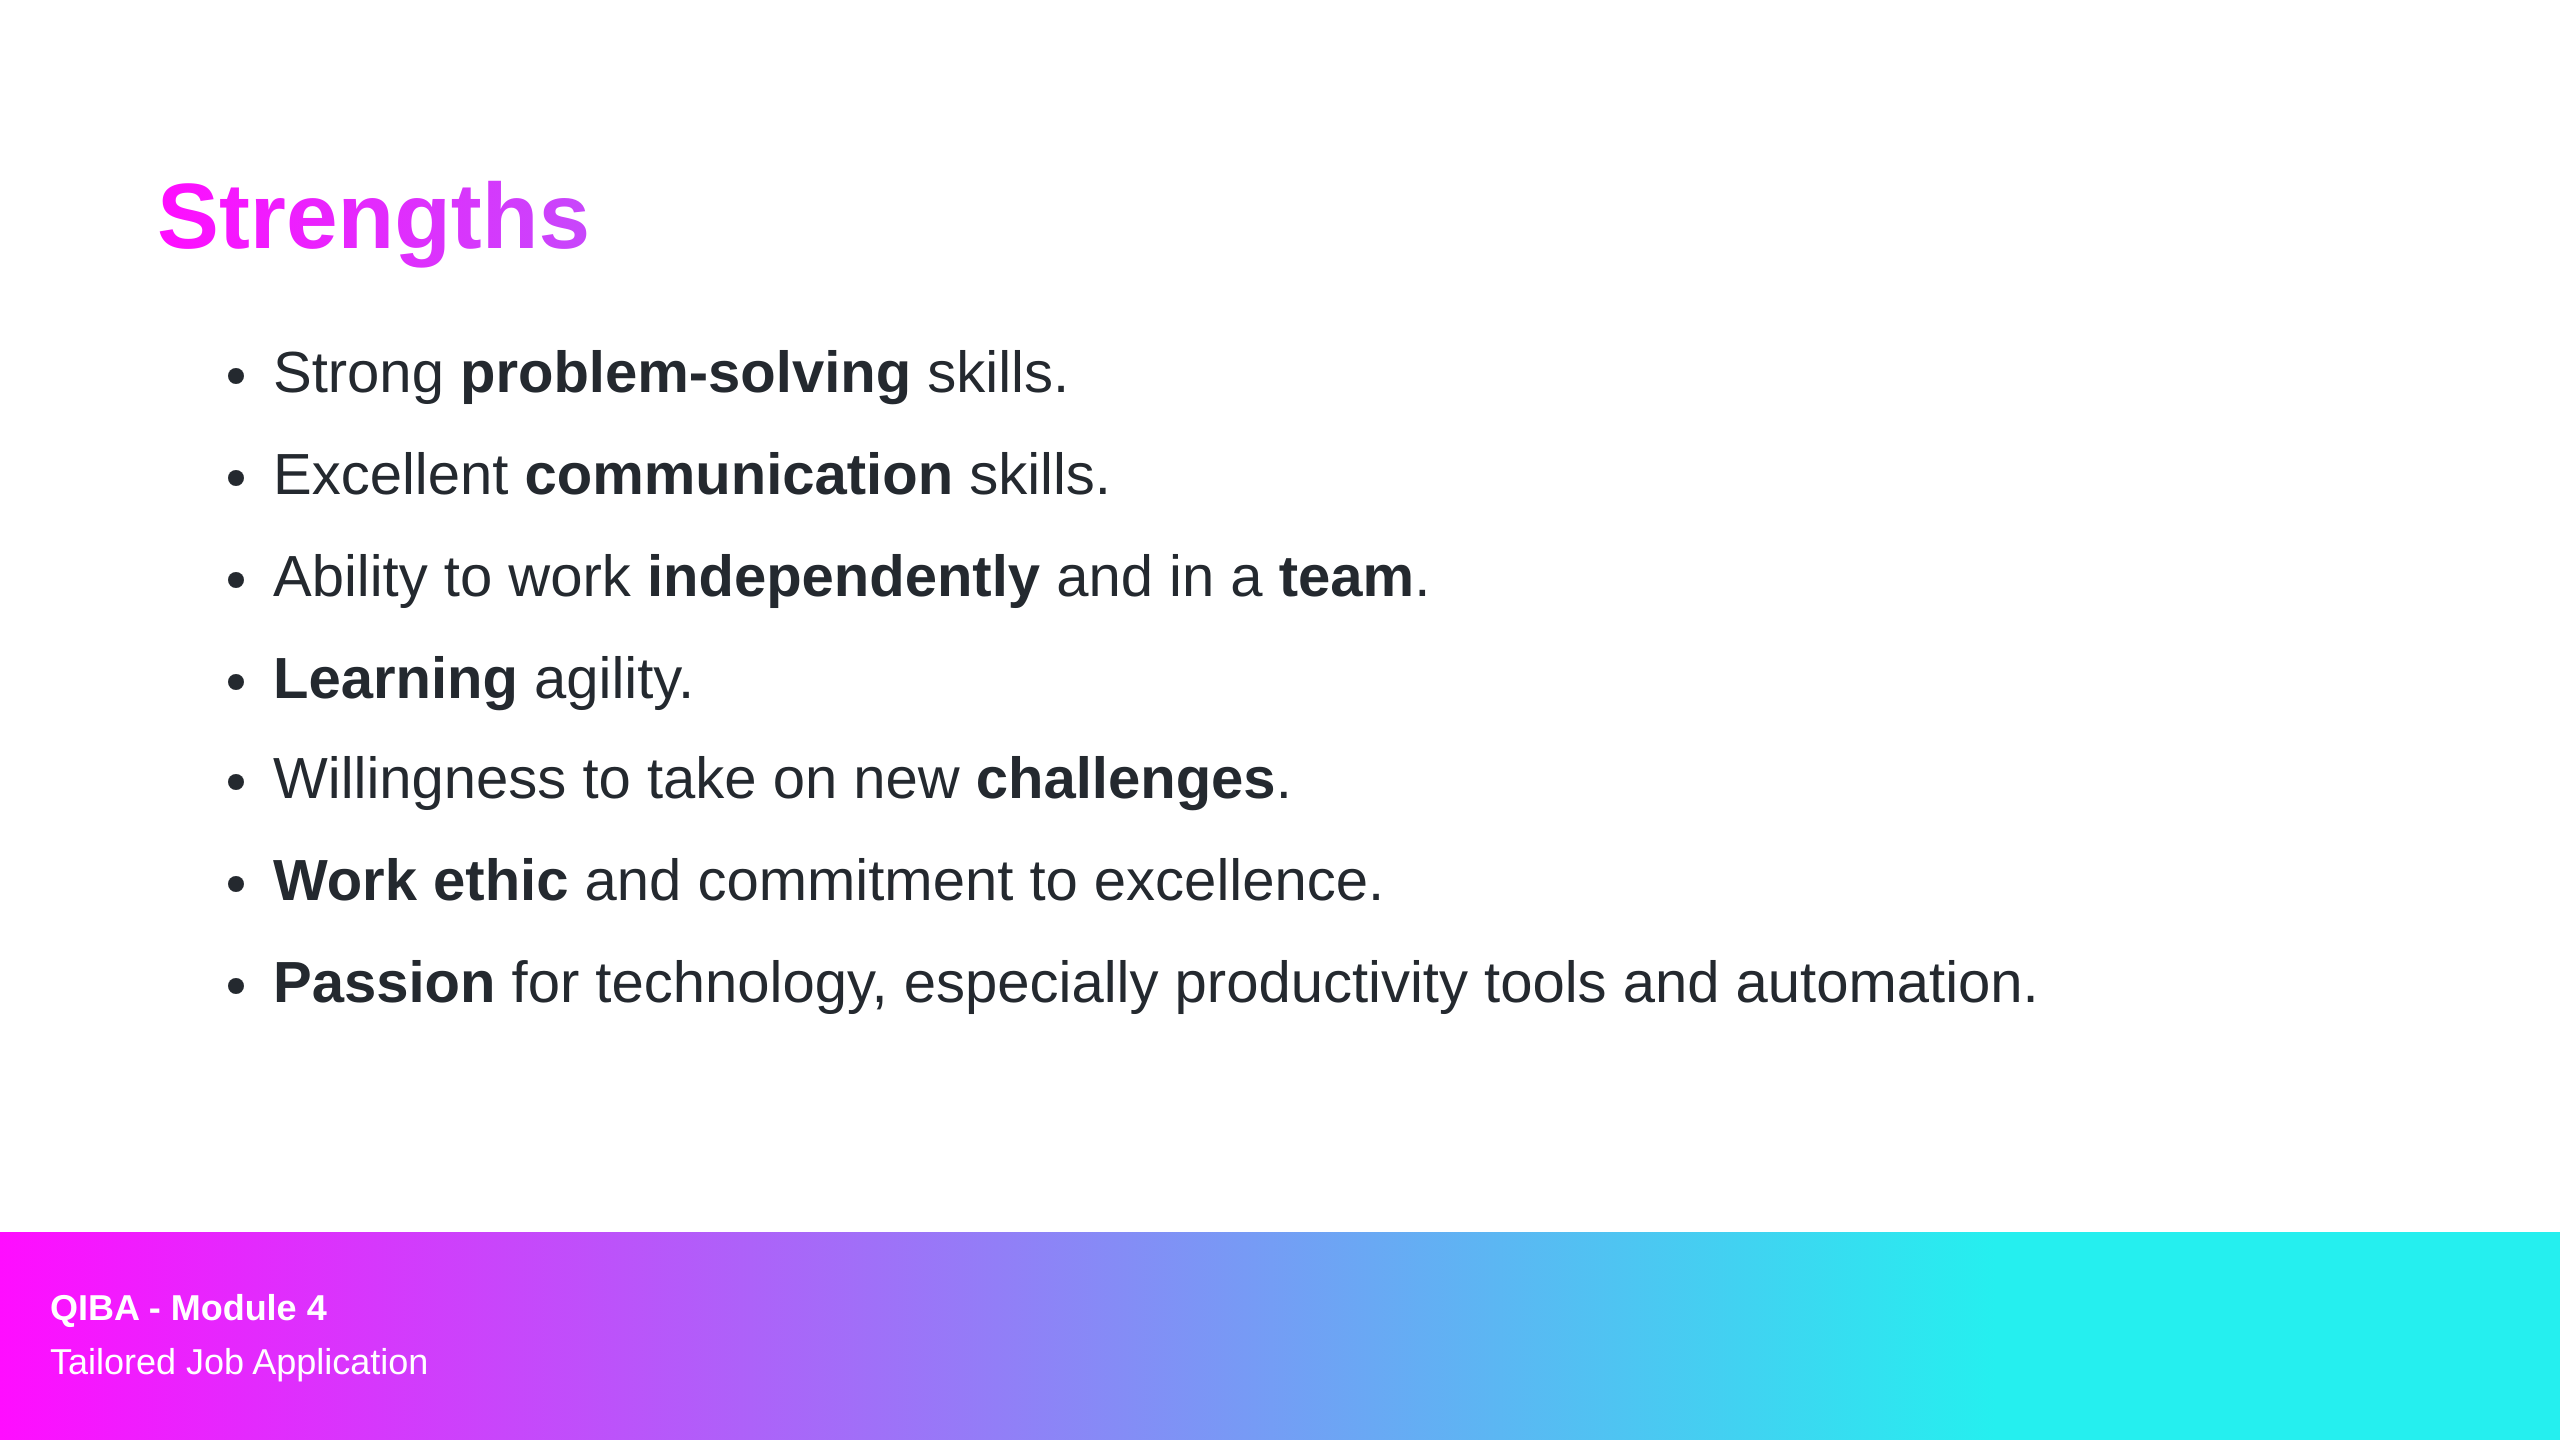 Strengths
• Strong problem-solving skills.
• Excellent communication skills.
• Ability to work independently and in a team.
• Learning agility.
• Willingness to take on new challenges.
• Work ethic and commitment to excellence.
• Passion for technology, especially productivity tools and automation.
QIBA - Module 4
Tailored Job Application